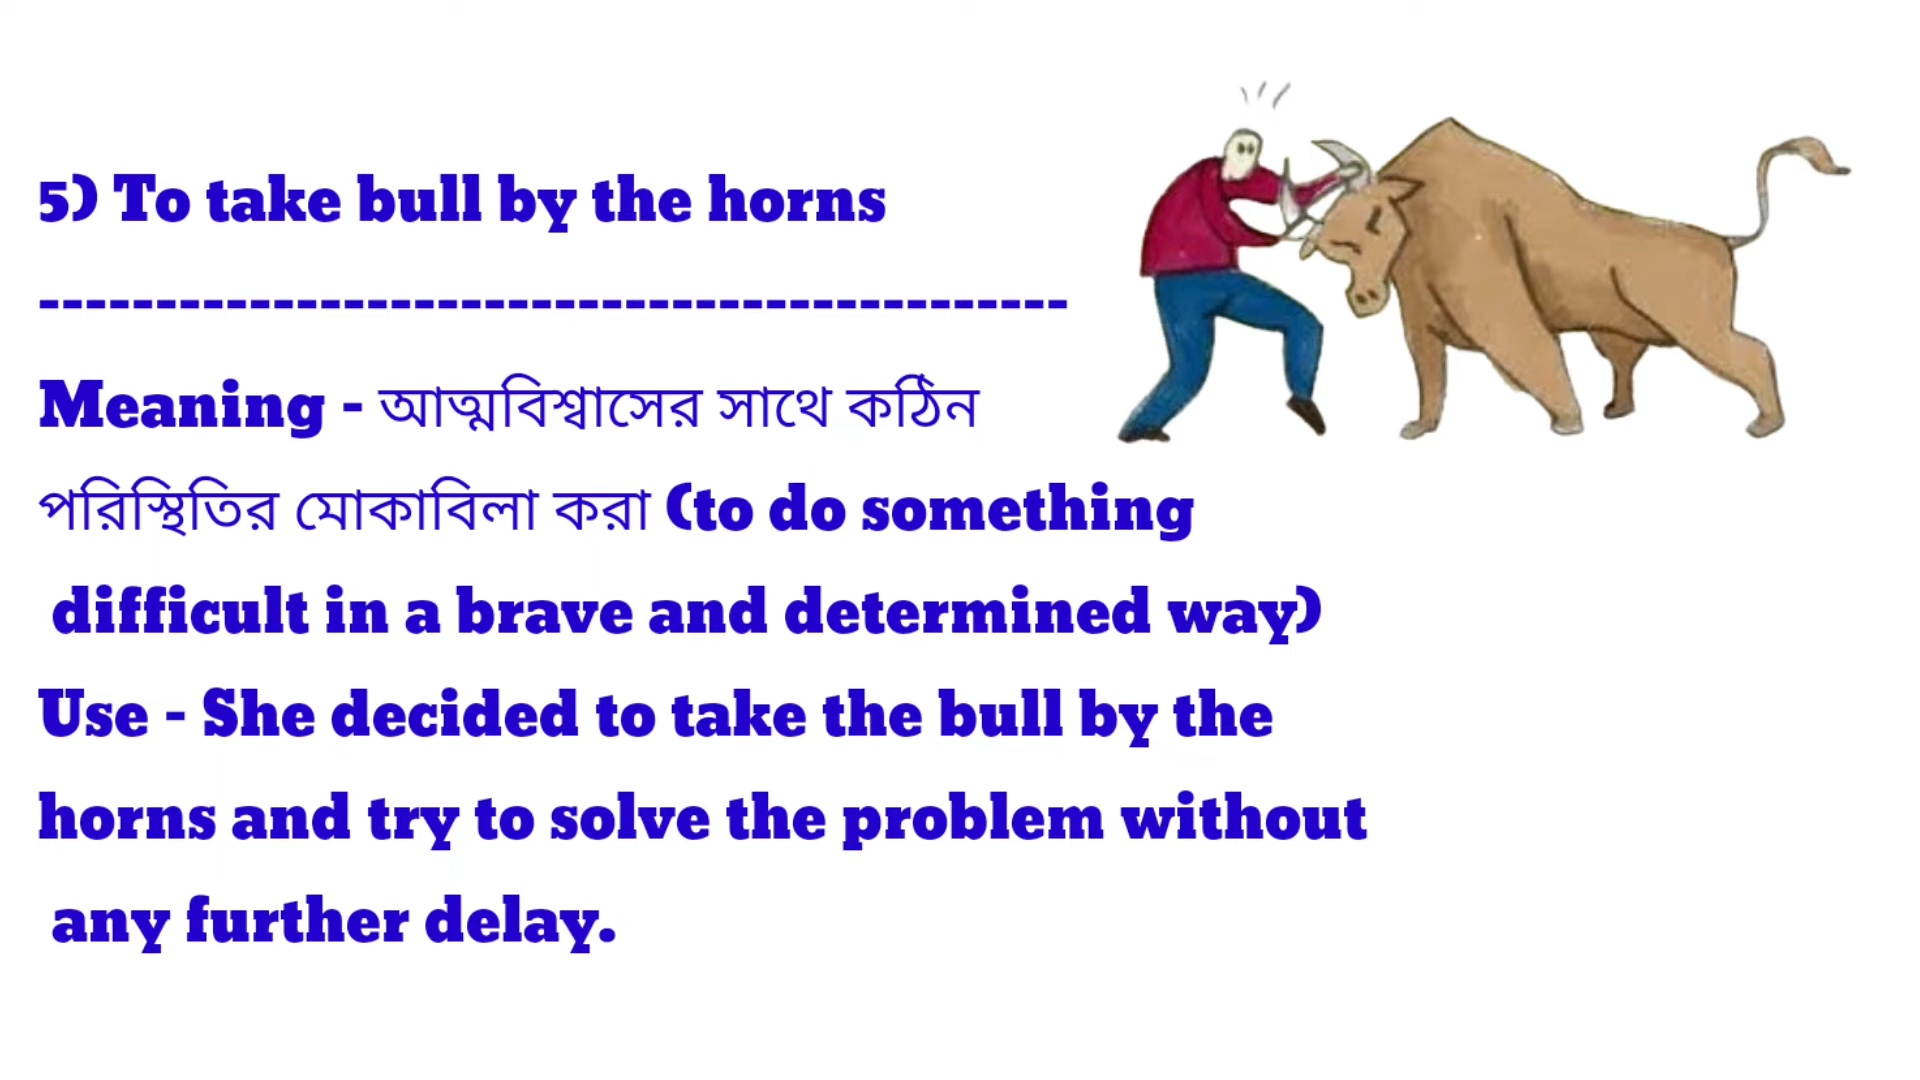 5) To take bull by the horns
--------------------------------------------
Meaning - আত্মবিশ্বাসের সাথে কঠিন
পরিস্থিতির মোকাবিলা করা (to do something
difficult in a brave and determined way)
Use - She decided to take the bull by the
horns and try to solve the problem without
any further delay.